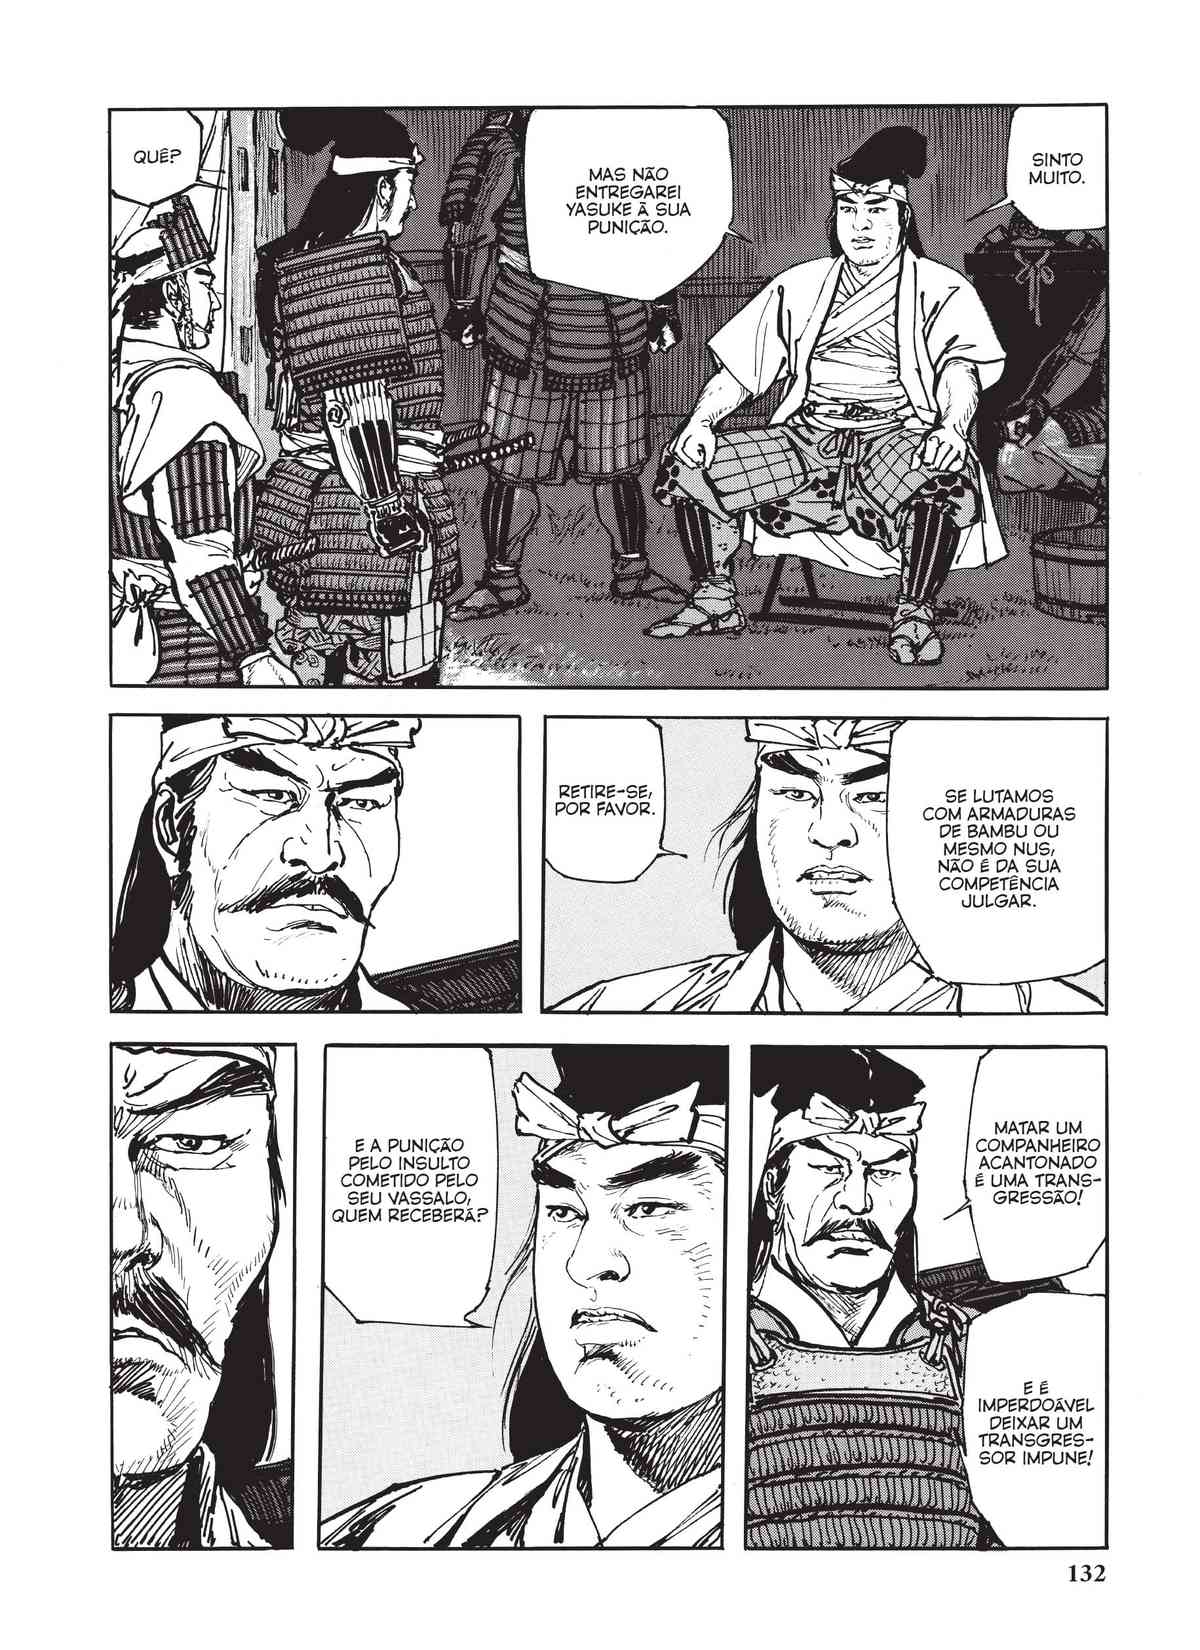 SINTO
MUITO.
MAS NÃO
ENTREGAREI
YASUKE À SUA
PUNIÇÃO.
QUÊ?
SE LUTAMOS
COM ARMADURAS
DE BAMBU OU
MESMO NUS,
NÃO É DA SUA
COMPETÊNCIA
JULGAR.
RETIRE-SE,
POR FAVOR.
MATAR UM
COMPANHEIRO
ACANTONADO
É UMA TRANS-
GRESSÃO!
E É
IMPERDOÁVEL
DEIXAR UM
TRANSGRES-
SOR IMPUNE!
E A PUNIÇÃO
PELO INSULTO
COMETIDO PELO
SEU VASSALO,
QUEM RECEBERÁ?
132